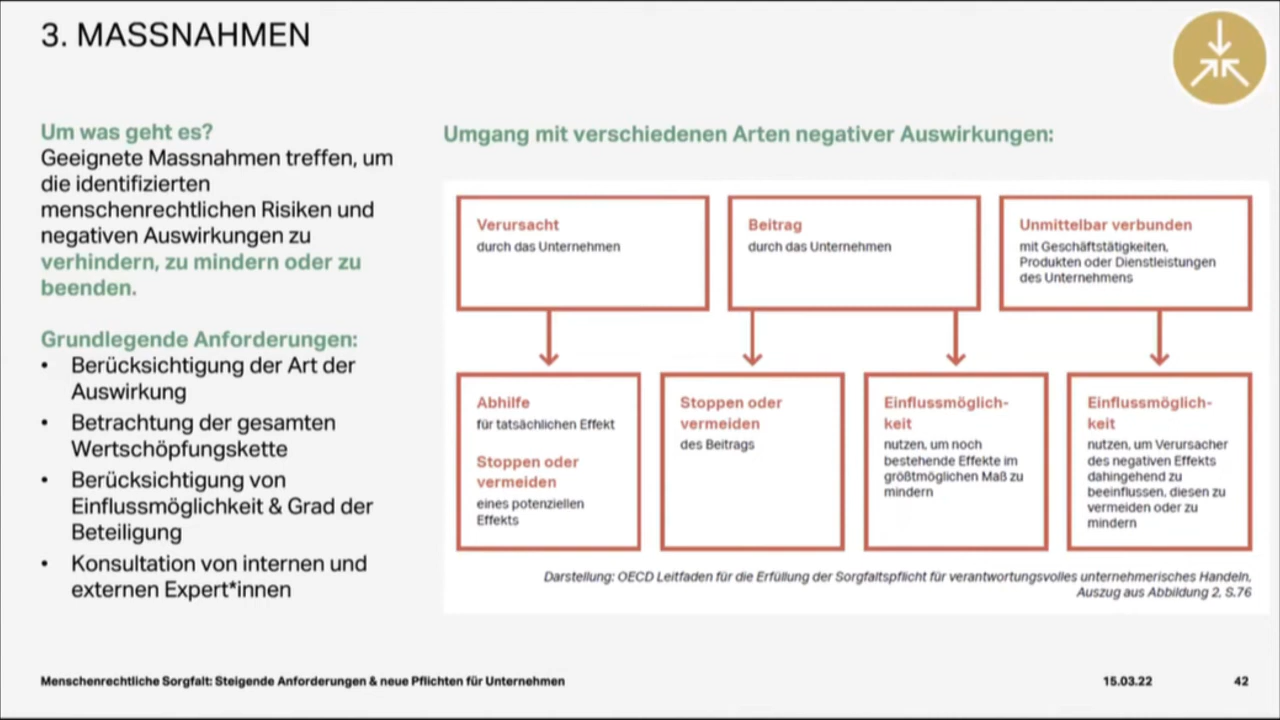 3. MASSNAHMEN
Um was geht es?
Geeignete Massnahmen treffen, um
die identifizierten
menschenrechtlichen Risiken und
negativen Auswirkungen zu
verhindern, zu mindern oder zu
beenden.
Grundlegende Anforderungen:
• Berücksichtigung der Art der
Auswirkung
• Betrachtung der gesamten
Wertschöpfungskette
• Berücksichtigung von
Einflussmöglichkeit & Grad der
Beteiligung
• Konsultation von internen und
externen Expert*innen
Umgang mit verschiedenen Arten negativer Auswirkungen:
Verursacht
durch das Unternehmen
Beitrag
durch das Unternehmen
Unmittelbar verbunden
mit Geschäftstätigkeiten,
Produkten oder Dienstleistungen
des Unternehmens
Abhilfe
für tatsächlichen Effekt
Stoppen oder
vermeiden
eines potenziellen
Effekts
Stoppen oder
vermeiden
des Beitrags
Einflussmöglich-
keit
nutzen, um noch
bestehende Effekte im
größtmöglichen Maß zu
mindern
Einflussmöglich-
keit
nutzen, um Verursacher
des negativen Effekts
dahingehend zu
beeinflussen, diesen zu
vermeiden oder zu
mindern
Darstellung: OECD Leitfaden für die Erfüllung der Sorgfaltspflicht für verantwortungsvolles unternehmerisches Handeln,
Auszug aus Abbildung 2, S.76
Menschenrechtliche Sorgfalt: Steigende Anforderungen & neue Pflichten für Unternehmen
15.03.22
42